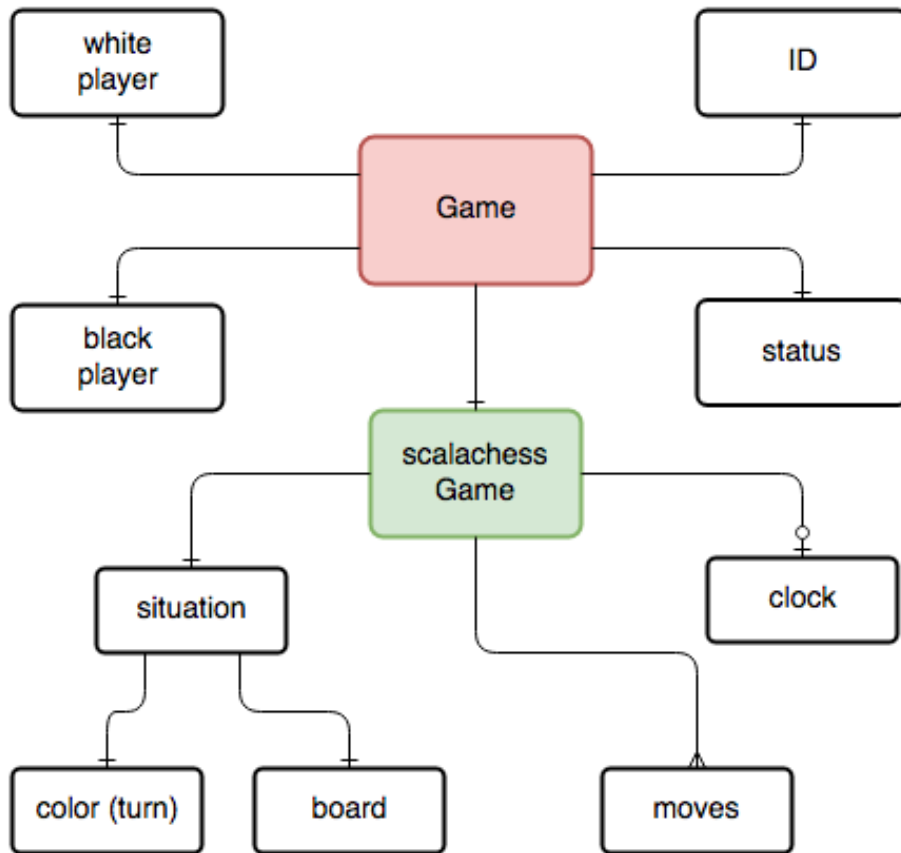 white
player
ID
Game
black
player
status
scalachess
Game
situation
clock
color (turn)
board
moves